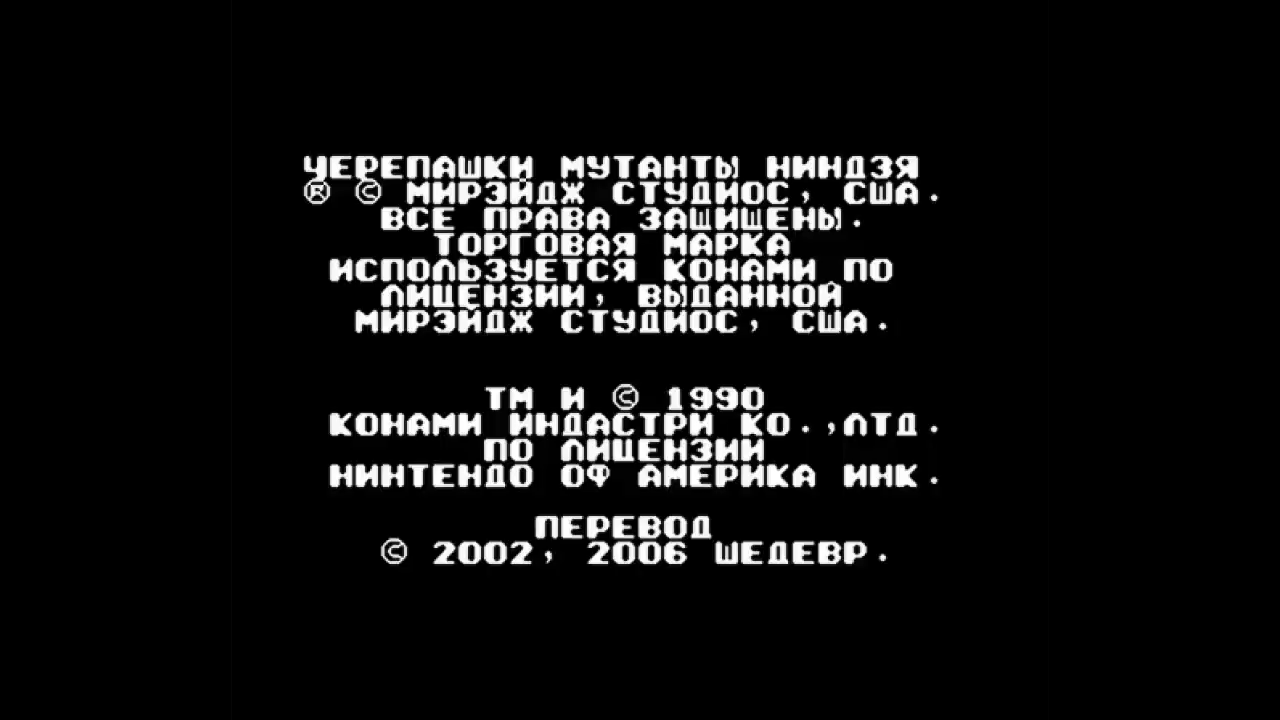 ЧЕРЕПАШКИ МУТАНТЫ НИНДЗЯ
® © МИРЭЙДЖ СТУДИОС, США.
ВСЕ ПРАВА ЗАЩИЩЕНЫ.
ТОРГОВАЯ МАРКА
ИСПОЛЬЗУЕТСЯ КОНАМИ ПО
ЛИЦЕНЗИИ, ВЫДАННОЙ
МИРЭЙДЖ СТУДИОС, США.
ТМ И © 1990
КОНАМИ ИНДАСТРИ КО.,ЛТД.
ПО ЛИЦЕНЗИИ
НИНТЕНДО ОФ АМЕРИКА ИНК.
ПЕРЕВОД
© 2002, 2006 ШЕДЕВР.